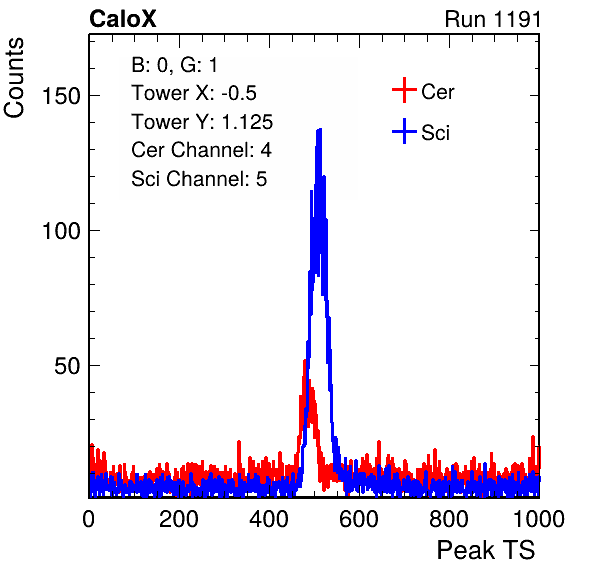 CaloX Run 1191
Counts
B: 0, G: 1
Tower X: -0.5
Tower Y: 1.125
Cer Channel: 4
Sci Channel: 5
Cer
Sci
150
100
50
0 200 400 600 800 1000
Peak TS